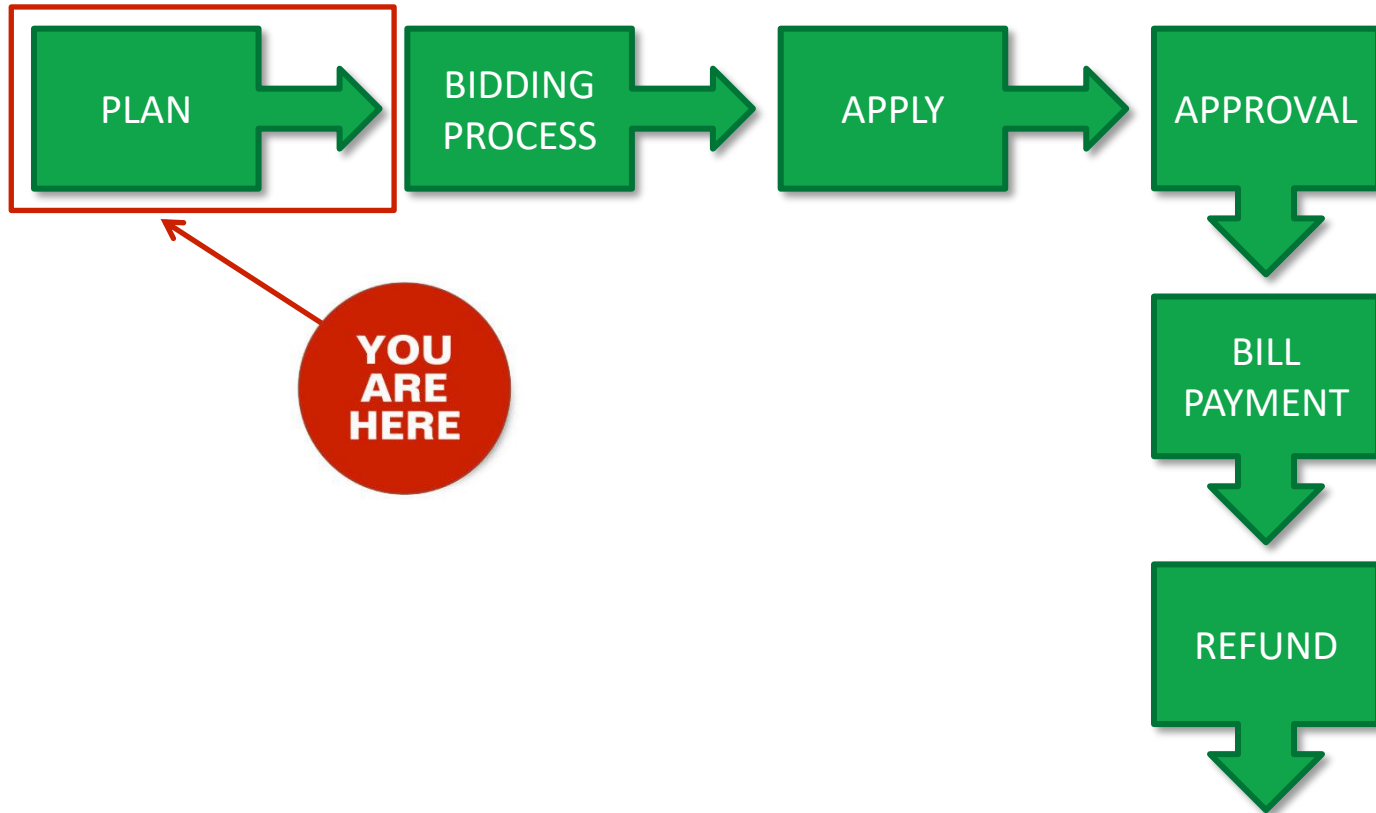 PLAN
BIDDING
PROCESS
APPLY
APPROVAL
YOU
ARE
HERE
BILL
PAYMENT
REFUND